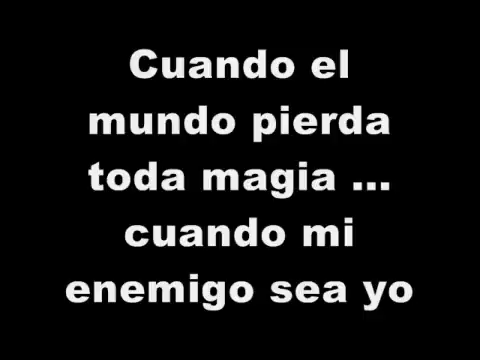 Cuando el
mundo pierda
toda magia ...
cuando mi
enemigo sea yo